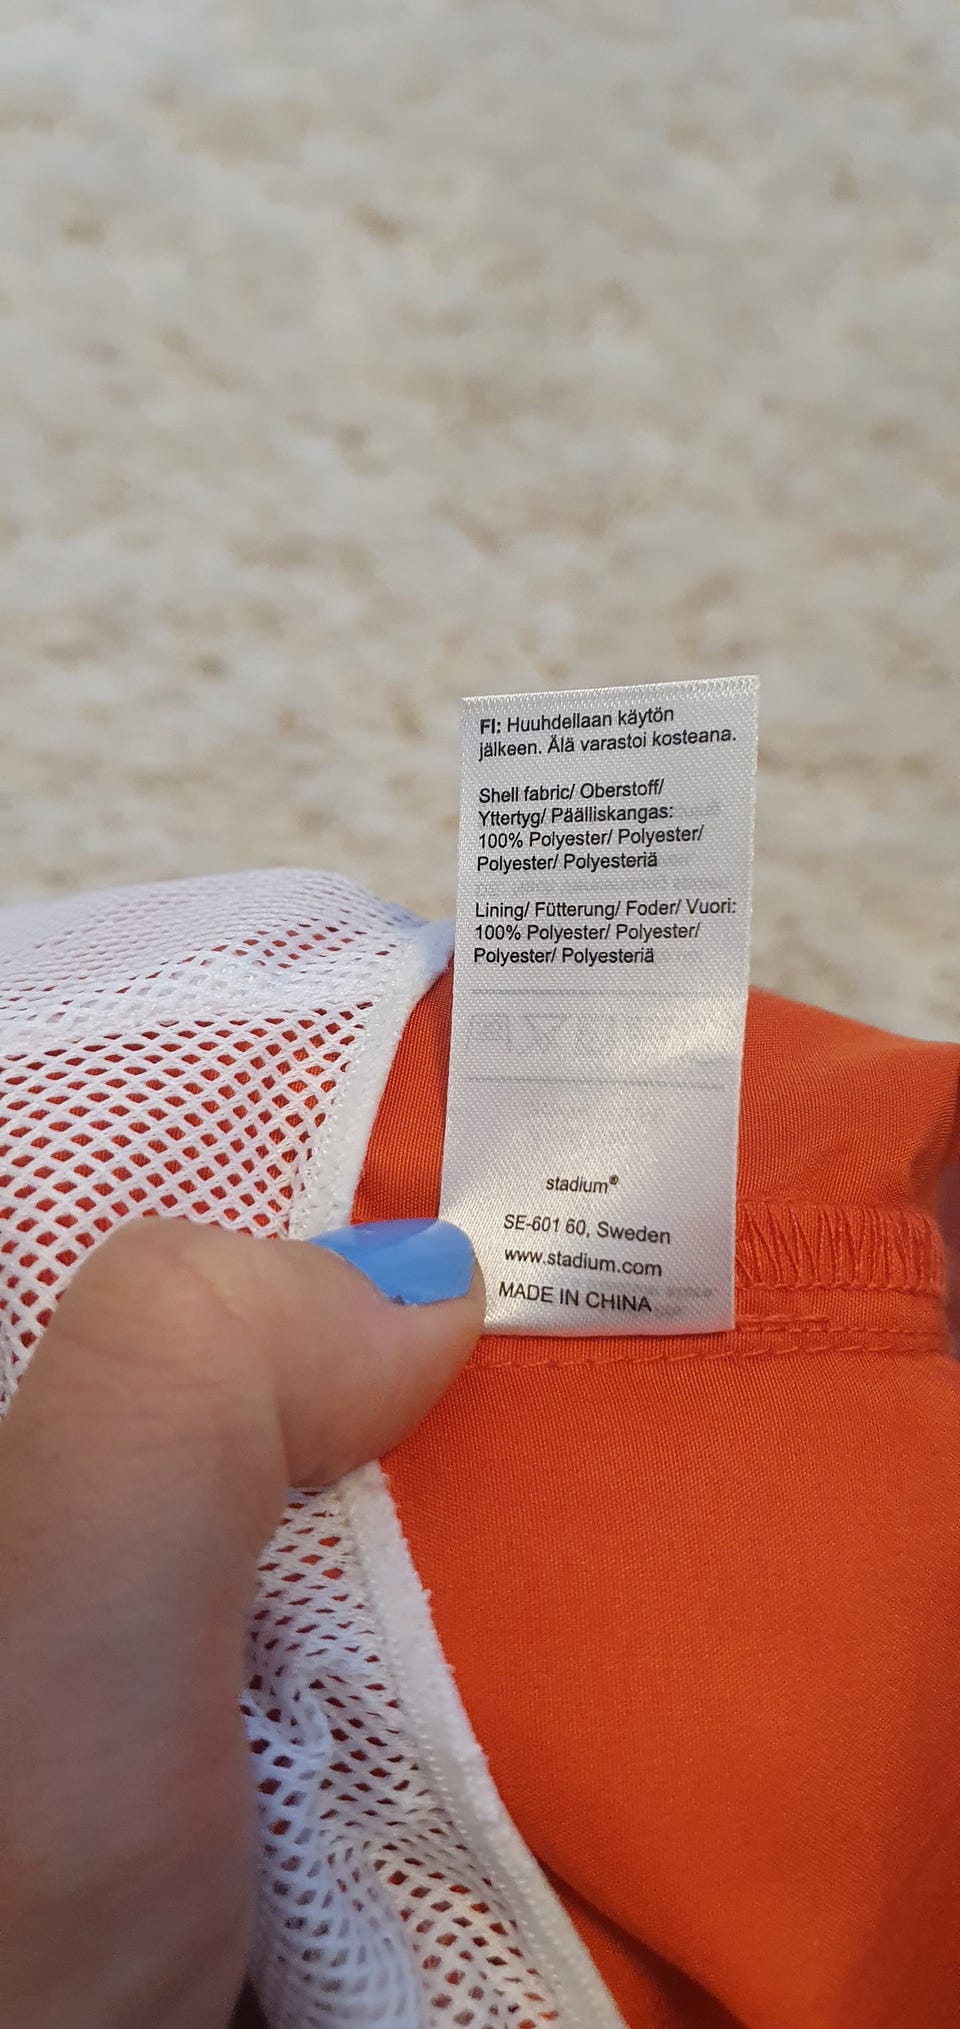 FI: Huuhdellaan käytön
jälkeen. Älä varastoi kosteana.
Shell fabric/ Oberstoff/
Yttertyg/ Päälliskangas:
100% Polyester/ Polyester/
Polyester/ Polyesteriä
Lining/ Fütterung/ Foder/ Vuori:
100% Polyester/ Polyester/
Polyester/ Polyesteriä
stadium®
SE-601 60, Sweden
www.stadium.com
MADE IN CHINA